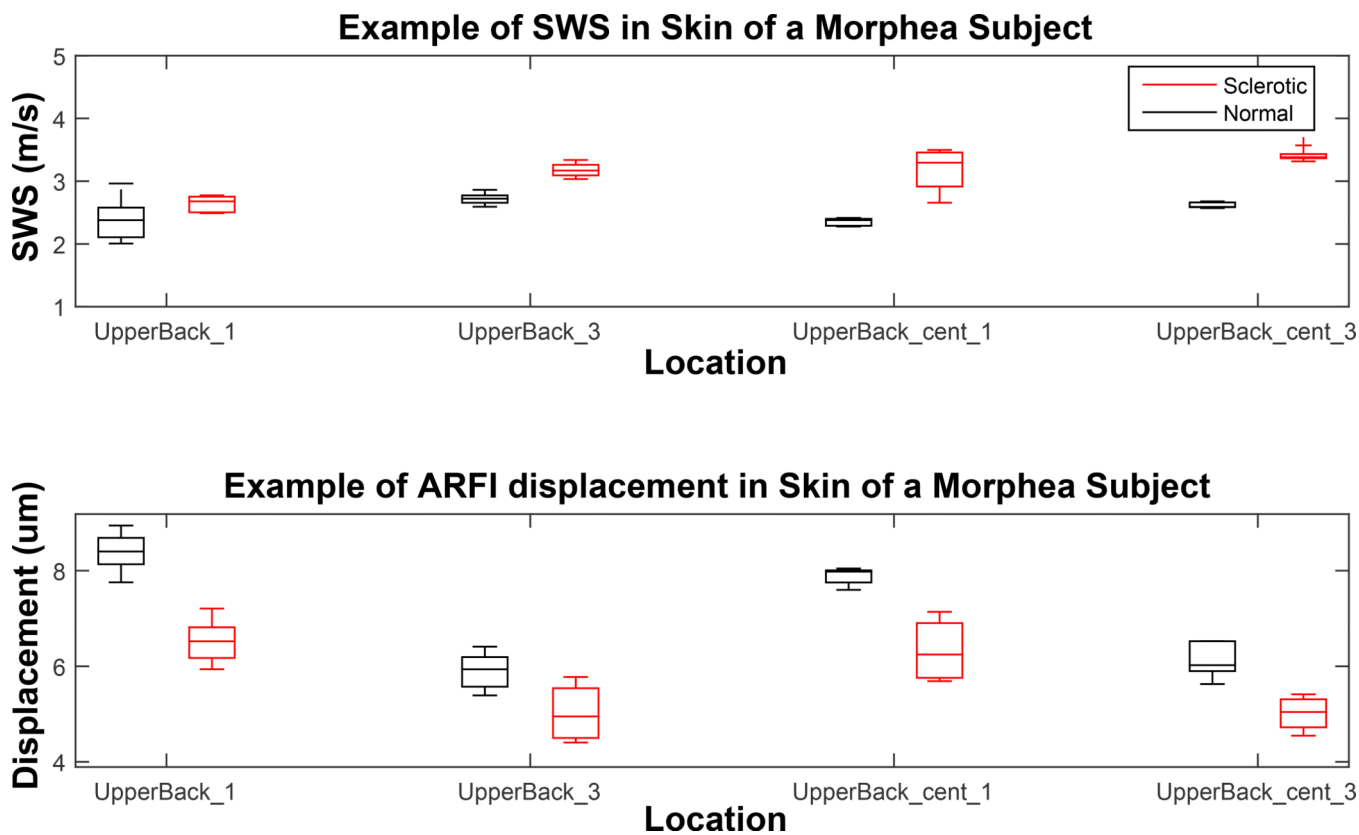 Example of SWS in Skin of a Morphea Subject
SWS (m/s)
5
4
3
2
1
Sclerotic
Normal
UpperBack_1 UpperBack_3 UpperBack_cent_1 UpperBack_cent_3
Location
Example of ARFI displacement in Skin of a Morphea Subject
Displacement (um)
8
6
4
UpperBack_1 UpperBack_3 UpperBack_cent_1 UpperBack_cent_3
Location